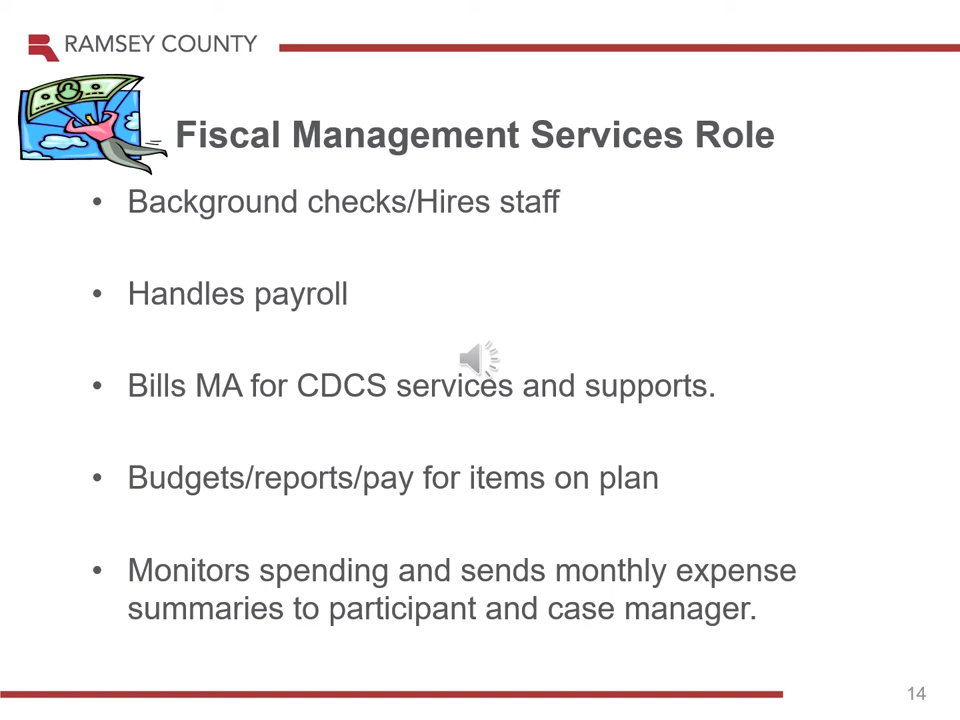 RAMSEY COUNTY
Fiscal Management Services Role
• Background checks/Hires staff
• Handles payroll
• Bills MA for CDCS services and supports.
• Budgets/reports/pay for items on plan
• Monitors spending and sends monthly expense
summaries to participant and case manager.
14